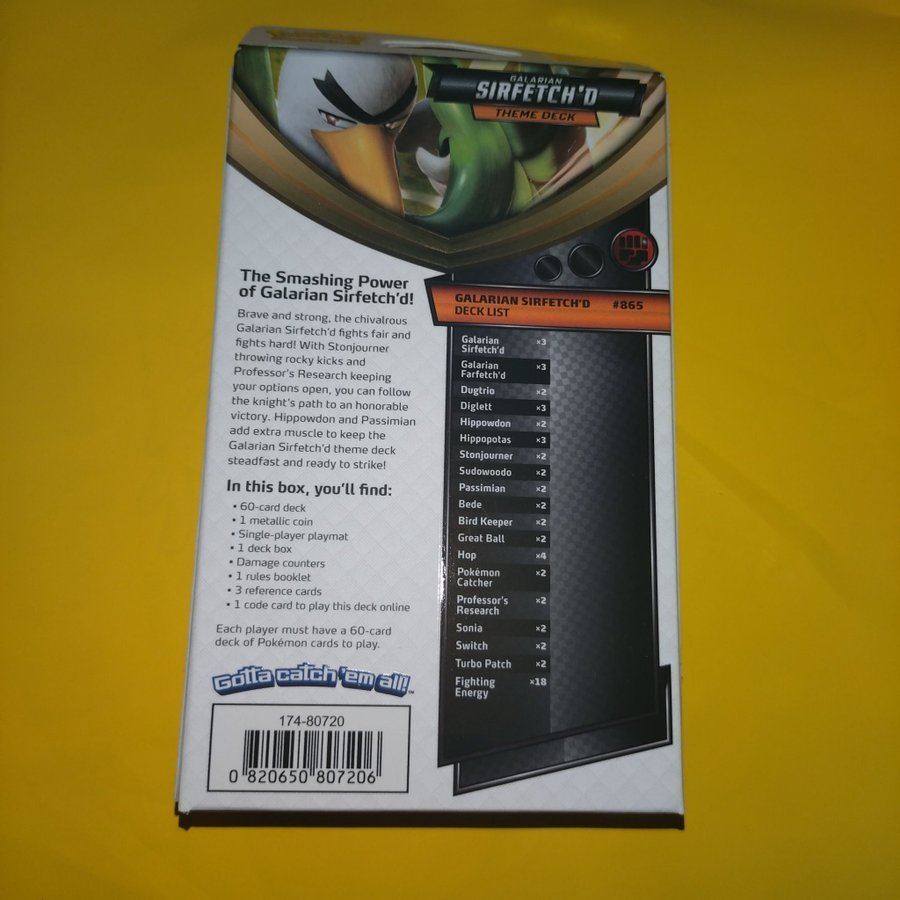 GALARIAN
SIRFETCH'D
THEME DECK
The Smashing Power
of Galarian Sirfetch'd!
Brave and strong, the chivalrous
Galarian Sirfetch'd fights fair and
fights hard! With Stonjourner
throwing rocky kicks and
Professor's Research keeping
your options open, you can follow
the knight's path to an honorable
victory. Hippowdon and Passimian
add extra muscle to keep the
Galarian Sirfetch'd theme deck
steadfast and ready to strike!
In this box, you'll find:
• 60-card deck
• 1 metallic coin
• Single-player playmat
• 1 deck box
• Damage counters
• 1 rules booklet
• 3 reference cards
• 1 code card to play this deck online
Each player must have a 60-card
deck of Pokémon cards to play.
Gotta catch 'em all!™
174-80720
0 820650 807206
GALARIAN SIRFETCH'D #865
DECK LIST
Galarian ×3
Sirfetch'd
Galarian ×3
Farfetch'd
Dugtrio ×2
Diglett ×3
Hippowdon ×2
Hippopotas ×3
Stonjourner ×2
Sudowoodo ×2
Passimian ×2
Bede ×2
Bird Keeper ×2
Great Ball ×2
Hop ×4
Pokémon ×2
Catcher
Professor's ×2
Research
Sonia ×2
Switch ×2
Turbo Patch ×2
Fighting ×18
Energy